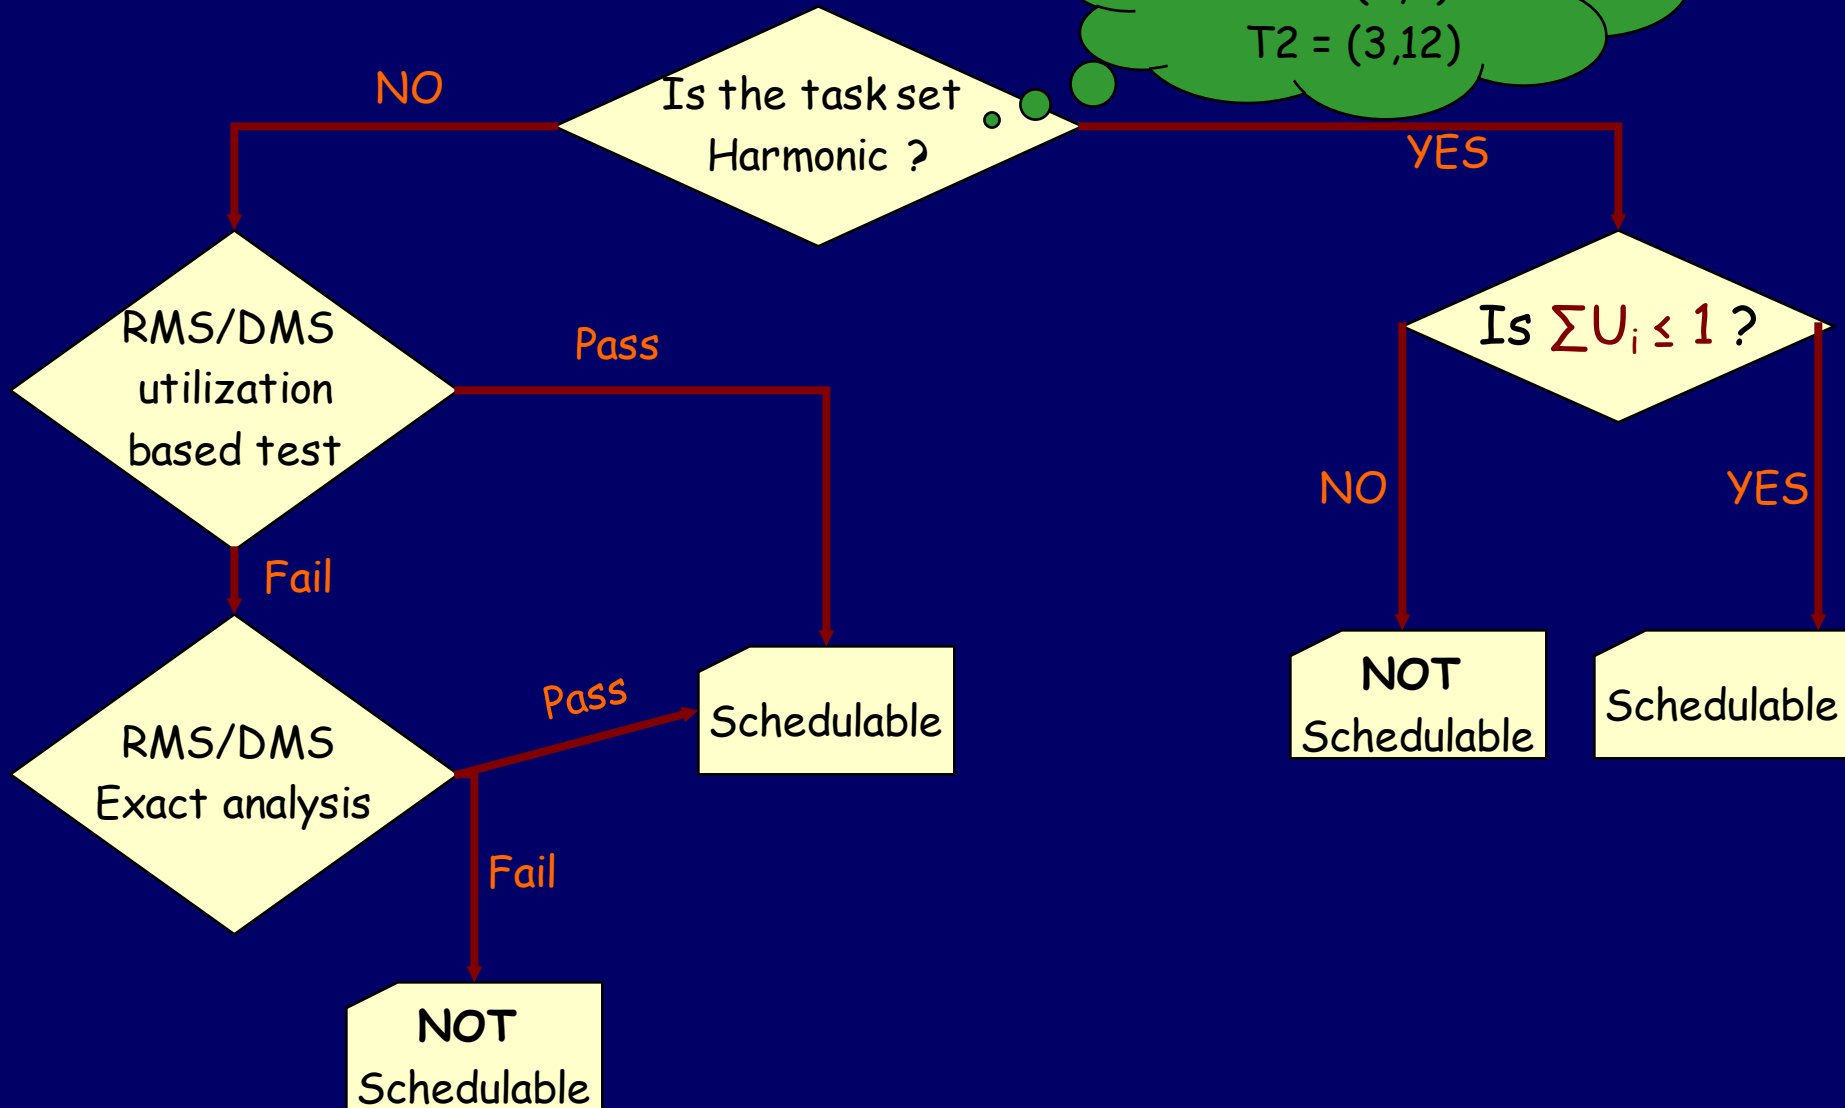 T2 = (3,12)
NO
Is the task set
Harmonic ?
YES
RMS/DMS
utilization
based test
Pass
Is ∑Uᵢ ≤ 1 ?
NO
YES
Fail
RMS/DMS
Exact analysis
Pass
Schedulable
NOT
Schedulable
Schedulable
Fail
NOT
Schedulable